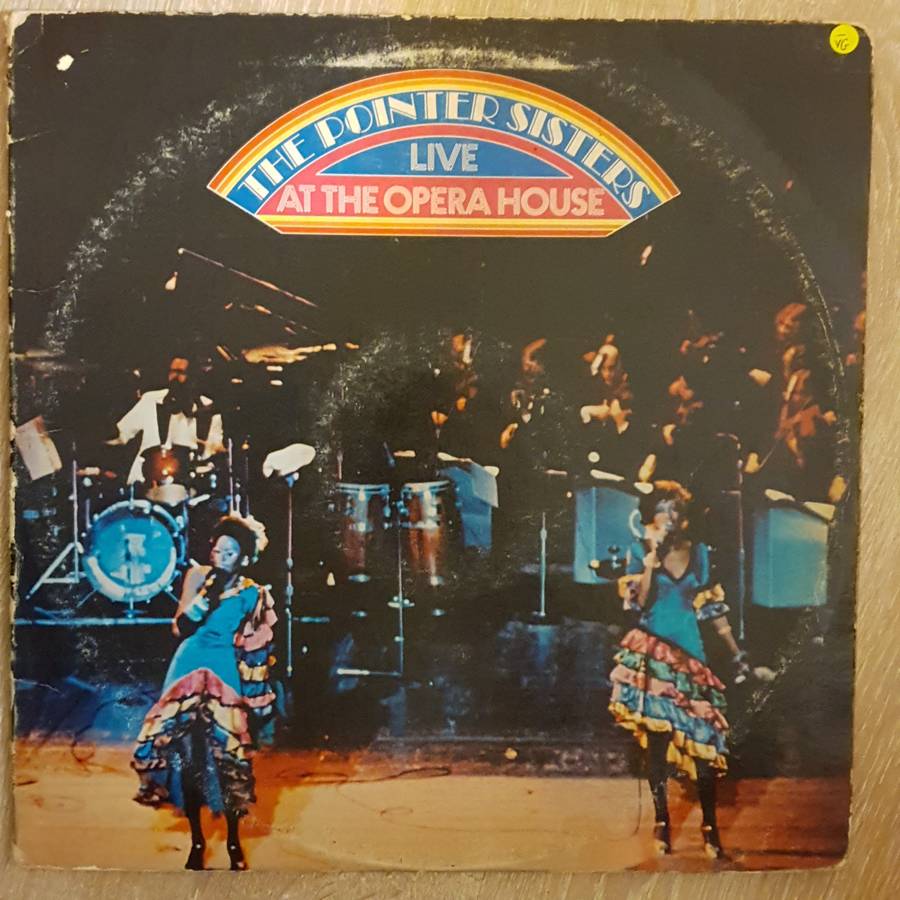 THE POINTER SISTERS
LIVE
AT THE OPERA HOUSE
VG